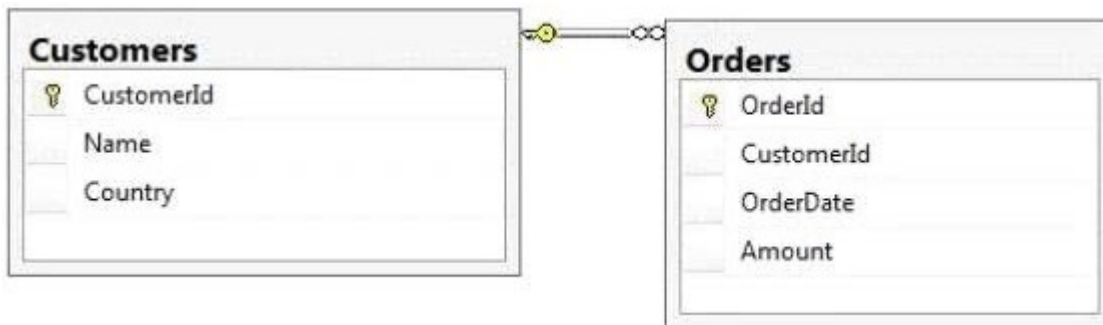 Customers
CustomerId
Name
Country
Orders
OrderId
CustomerId
OrderDate
Amount